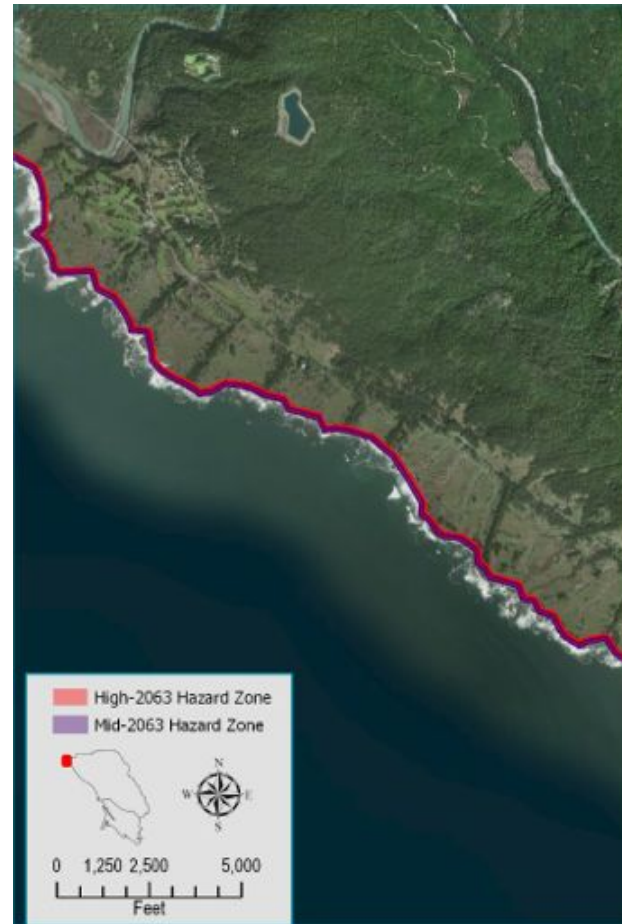 High-2063 Hazard Zone
Mid-2063 Hazard Zone
N
W E
S
0 1,250 2,500 5,000
Feet